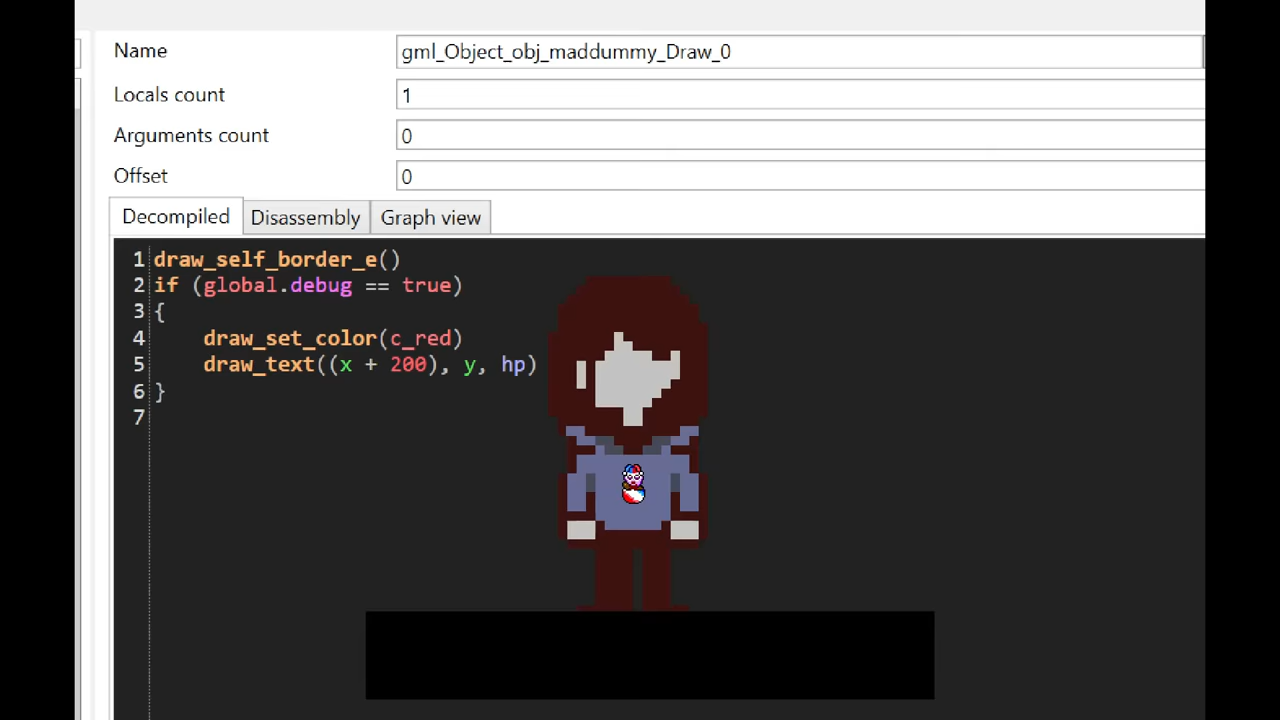 Name
gml_Object_obj_maddummy_Draw_0
Locals count
1
Arguments count
0
Offset
0
Decompiled Disassembly Graph view
1 draw_self_border_e()
2 if (global.debug == true)
3 {
4     draw_set_color(c_red)
5     draw_text((x + 200), y, hp)
6 }
7